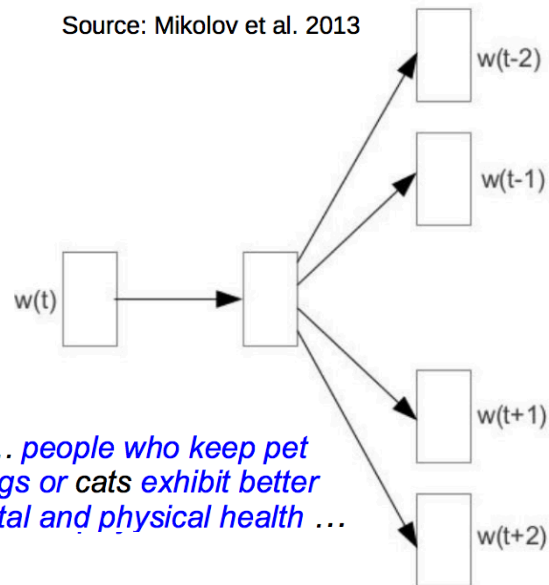 Source: Mikolov et al. 2013
w(t-2)
w(t-1)
w(t)
w(t+1)
.. people who keep pet
gs or cats exhibit better
tal and physical health ...
w(t+2)